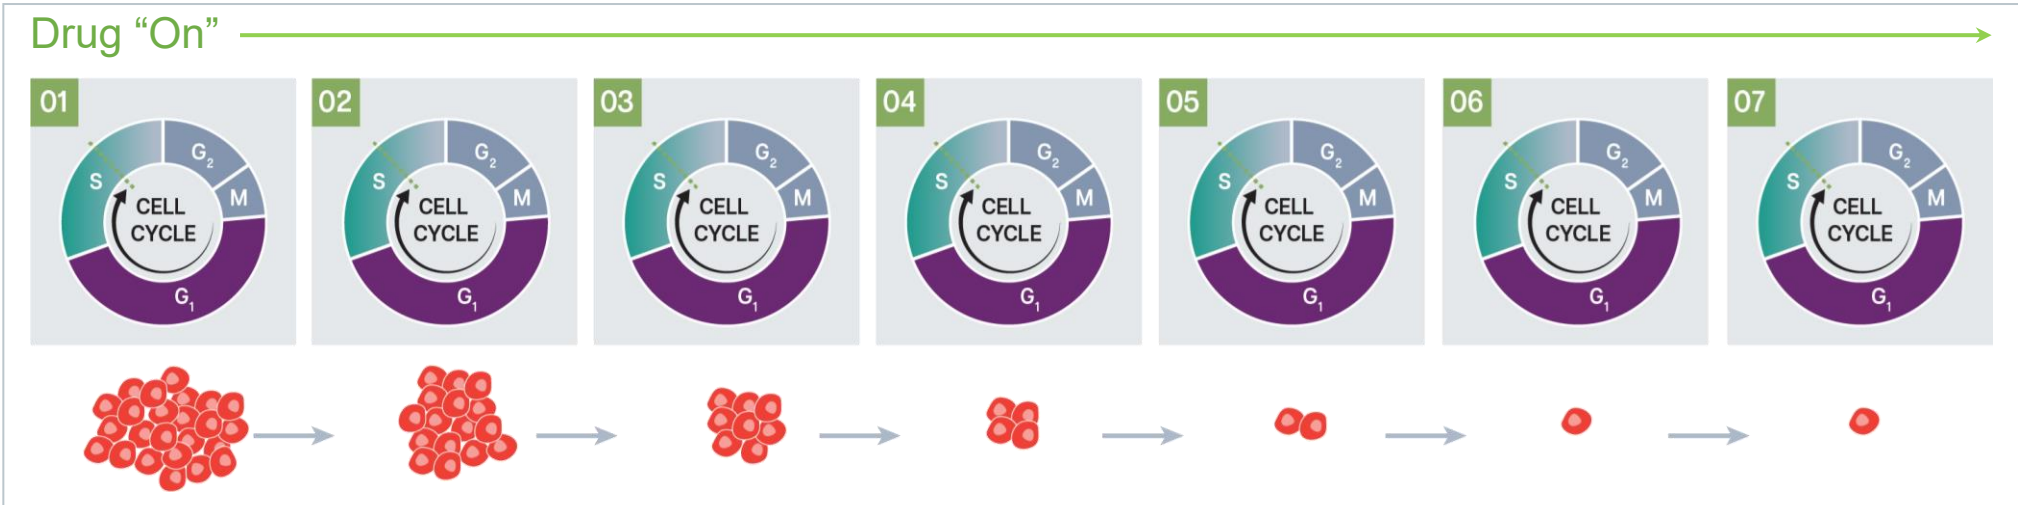 Drug “On”
01
G₂
S
M
CELL
CYCLE
G₁
02
G₂
S
M
CELL
CYCLE
G₁
03
G₂
S
M
CELL
CYCLE
G₁
04
G₂
S
M
CELL
CYCLE
G₁
05
G₂
S
M
CELL
CYCLE
G₁
06
G₂
S
M
CELL
CYCLE
G₁
07
G₂
S
M
CELL
CYCLE
G₁